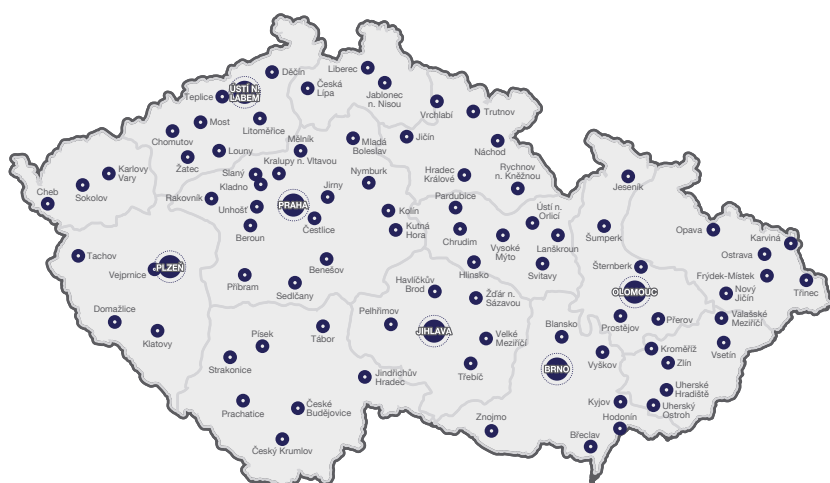 Liberec
Děčín
Česká
Lípa
Jablonec
n. Nisou
Teplice
ÚSTÍ N.
LABEM
Vrchlabí
Trutnov
Most
Litoměřice
Chomutov
Mělník
Mladá
Boleslav
Jičín
Náchod
Louny
Žatec
Kralupy n. Vltavou
Slaný
Karlovy
Vary
Kladno
Nymburk
Hradec
Králové
Rychnov
n. Kněžnou
Jeseník
Cheb
Sokolov
Rakovník
Jirny
Pardubice
Unhošť
PRAHA
Kolín
Ústí n.
Orlicí
Čestlice
Kutná
Hora
Opava
Karviná
Beroun
Chrudim
Vysoké
Mýto
Lanškroun
Šumperk
Tachov
Ostrava
Benešov
Hlinsko
Svitavy
Šternberk
Vejprnice
PLZEŇ
Příbram
Frýdek-Místek
Třinec
Sedlčany
Havlíčkův
Brod
Žďár n.
Sázavou
OLOMOUC
Nový
Jičín
Domažlice
Pelhřimov
Prostějov
Přerov
Valašské
Meziříčí
Klatovy
Písek
Tábor
JIHLAVA
Velké
Meziříčí
Blansko
Vsetín
Strakonice
Třebíč
BRNO
Vyškov
Kroměříž
Zlín
Jindřichův
Hradec
Uherské
Hradiště
Prachatice
České
Budějovice
Kyjov
Uherský
Ostroh
Znojmo
Hodonín
Český Krumlov
Břeclav